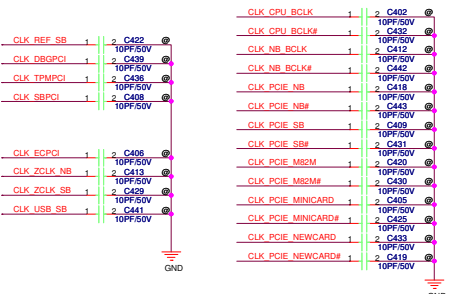 CLK_REF_SB 1 2 C422 @
10PF/50V
CLK_DBGPCI 1 2 C439 @
10PF/50V
CLK_TPMPCI 1 2 C436 @
10PF/50V
CLK_SBPCI 1 2 C408 @
10PF/50V
CLK_ECPCI 1 2 C406 @
10PF/50V
CLK_ZCLK_NB 1 2 C413 @
10PF/50V
CLK_ZCLK_SB 1 2 C429 @
10PF/50V
CLK_USB_SB 1 2 C441 @
10PF/50V
GND
CLK_CPU_BCLK 1 2 C402 @
10PF/50V
CLK_CPU_BCLK# 1 2 C432 @
10PF/50V
CLK_NB_BCLK 1 2 C412 @
10PF/50V
CLK_NB_BCLK# 1 2 C442 @
10PF/50V
CLK_PCIE_NB 1 2 C418 @
10PF/50V
CLK_PCIE_NB# 1 2 C443 @
10PF/50V
CLK_PCIE_SB 1 2 C409 @
10PF/50V
CLK_PCIE_SB# 1 2 C431 @
10PF/50V
CLK_PCIE_M82M 1 2 C420 @
10PF/50V
CLK_PCIE_M82M# 1 2 C430 @
10PF/50V
CLK_PCIE_MINICARD 1 2 C405 @
10PF/50V
CLK_PCIE_MINICARD# 1 2 C425 @
10PF/50V
CLK_PCIE_NEWCARD 1 2 C433 @
10PF/50V
CLK_PCIE_NEWCARD# 1 2 C419 @
10PF/50V